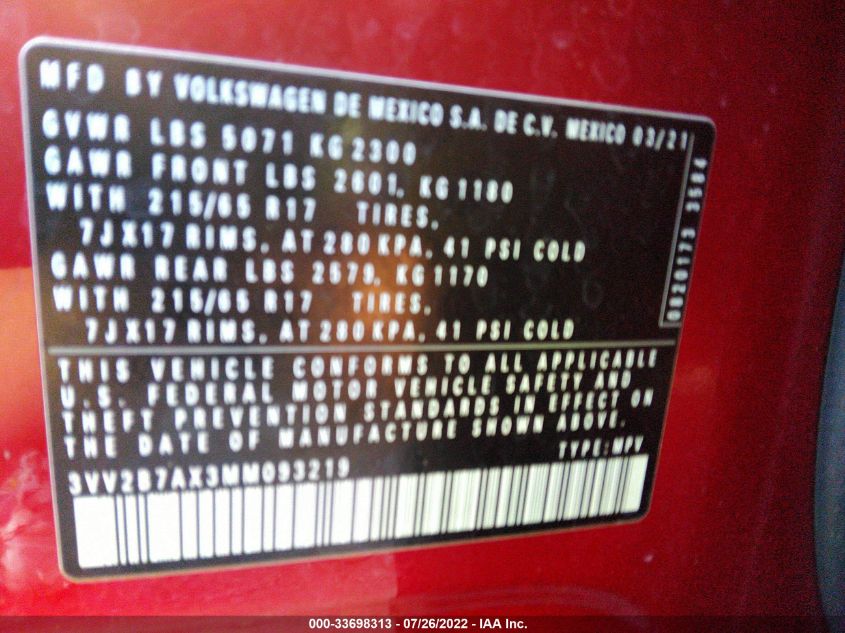 MFD BY VOLKSWAGEN DE MEXICO S.A. DE C.V. MEXICO 03/21
GVWR LBS 5071 KG 2300
GAWR FRONT LBS 2601, KG 1180
WITH 215/65 R17 TIRES,
7JX17 RIMS, AT 280 KPA, 41 PSI COLD
GAWR REAR LBS 2579, KG 1170
WITH 215/65 R17 TIRES,
7JX17 RIMS, AT 280 KPA, 41 PSI COLD
0820173 3504
THIS VEHICLE CONFORMS TO ALL APPLICABLE
U.S. FEDERAL MOTOR VEHICLE SAFETY AND
THEFT PREVENTION STANDARDS IN EFFECT ON
THE DATE OF MANUFACTURE SHOWN ABOVE.
TYPE: MPV
3VV2B7AX3MM093219
000-33698313 - 07/26/2022 - IAA Inc.